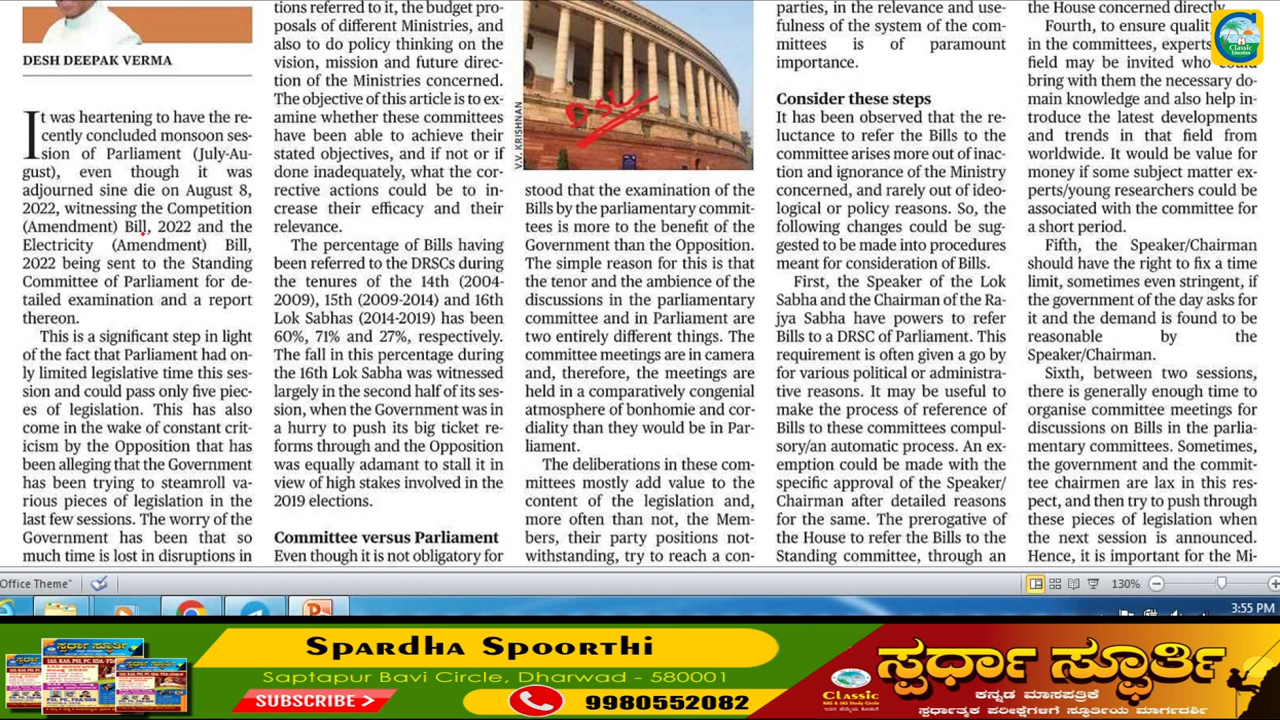 DESH DEEPAK VERMA
It was heartening to have the re-
cently concluded monsoon ses-
sion of Parliament (July-Au-
gust), even though it was
adjourned sine die on August 8,
2022, witnessing the Competition
(Amendment) Bill, 2022 and the
Electricity (Amendment) Bill,
2022 being sent to the Standing
Committee of Parliament for de-
tailed examination and a report
thereon.
This is a significant step in light
of the fact that Parliament had on-
ly limited legislative time this ses-
sion and could pass only five piec-
es of legislation. This has also
come in the wake of constant crit-
icism by the Opposition that has
been alleging that the Government
has been trying to steamroll va-
rious pieces of legislation in the
last few sessions. The worry of the
Government has been that so
much time is lost in disruptions in
tions referred to it, the budget pro-
posals of different Ministries, and
also to do policy thinking on the
vision, mission and future direc-
tion of the Ministries concerned.
The objective of this article is to ex-
amine whether these committees
have been able to achieve their
stated objectives, and if not or if
done inadequately, what the cor-
rective actions could be to in-
crease their efficacy and their
relevance.
The percentage of Bills having
been referred to the DRSCs during
the tenures of the 14th (2004-
2009), 15th (2009-2014) and 16th
Lok Sabhas (2014-2019) has been
60%, 71% and 27%, respectively.
The fall in this percentage during
the 16th Lok Sabha was witnessed
largely in the second half of its ses-
sion, when the Government was in
a hurry to push its big ticket re-
forms through and the Opposition
was equally adamant to stall it in
view of high stakes involved in the
2019 elections.
Committee versus Parliament
Even though it is not obligatory for
V.V. KRISHNAN
stood that the examination of the
Bills by the parliamentary commit-
tees is more to the benefit of the
Government than the Opposition.
The simple reason for this is that
the tenor and the ambience of the
discussions in the parliamentary
committee and in Parliament are
two entirely different things. The
committee meetings are in camera
and, therefore, the meetings are
held in a comparatively congenial
atmosphere of bonhomie and cor-
diality than they would be in Par-
liament.
The deliberations in these com-
mittees mostly add value to the
content of the legislation and,
more often than not, the Mem-
bers, their party positions not-
withstanding, try to reach a con-
parties, in the relevance and use-
fulness of the system of the com-
mittees is of paramount
importance.
Consider these steps
It has been observed that the re-
luctance to refer the Bills to the
committee arises more out of inac-
tion and ignorance of the Ministry
concerned, and rarely out of ideo-
logical or policy reasons. So, the
following changes could be sug-
gested to be made into procedures
meant for consideration of Bills.
First, the Speaker of the Lok
Sabha and the Chairman of the Ra-
jya Sabha have powers to refer
Bills to a DRSC of Parliament. This
requirement is often given a go by
for various political or administra-
tive reasons. It may be useful to
make the process of reference of
Bills to these committees compul-
sory/an automatic process. An ex-
emption could be made with the
specific approval of the Speaker/
Chairman after detailed reasons
for the same. The prerogative of
the House to refer the Bills to the
Standing committee, through an
the House concerned directly.
Fourth, to ensure quality
in the committees, experts
field may be invited who could
bring with them the necessary do-
main knowledge and also help in-
troduce the latest developments
and trends in that field from
worldwide. It would be value for
money if some subject matter ex-
perts/young researchers could be
associated with the committee for
a short period.
Fifth, the Speaker/Chairman
should have the right to fix a time
limit, sometimes even stringent, if
the government of the day asks for
it and the demand is found to be
reasonable by the
Speaker/Chairman.
Sixth, between two sessions,
there is generally enough time to
organise committee meetings for
discussions on Bills in the parlia-
mentary committees. Sometimes,
the government and the commit-
tee chairmen are lax in this res-
pect, and then try to push through
these pieces of legislation when
the next session is announced.
Hence, it is important for the Mi-
Classic
Education
Office Theme"
130%
3:55 PM
Spardha Spoorthi
Saptapur Bavi Circle, Dharwad - 580001
SUBSCRIBE
9980552082
ಸ್ಪರ್ಧಾ ಸ್ಫೂರ್ತಿ
Classic
KAS & IAS Study Circle
ಕನ್ನಡ ಮಾಸಪತ್ರಿಕೆ
ಸ್ಪರ್ಧಾತ್ಮಕ ಪರೀಕ್ಷೆಗಳಿಗೆ ಸ್ಫೂರ್ತಿಯ ಮಾರ್ಗದರ್ಶಿ